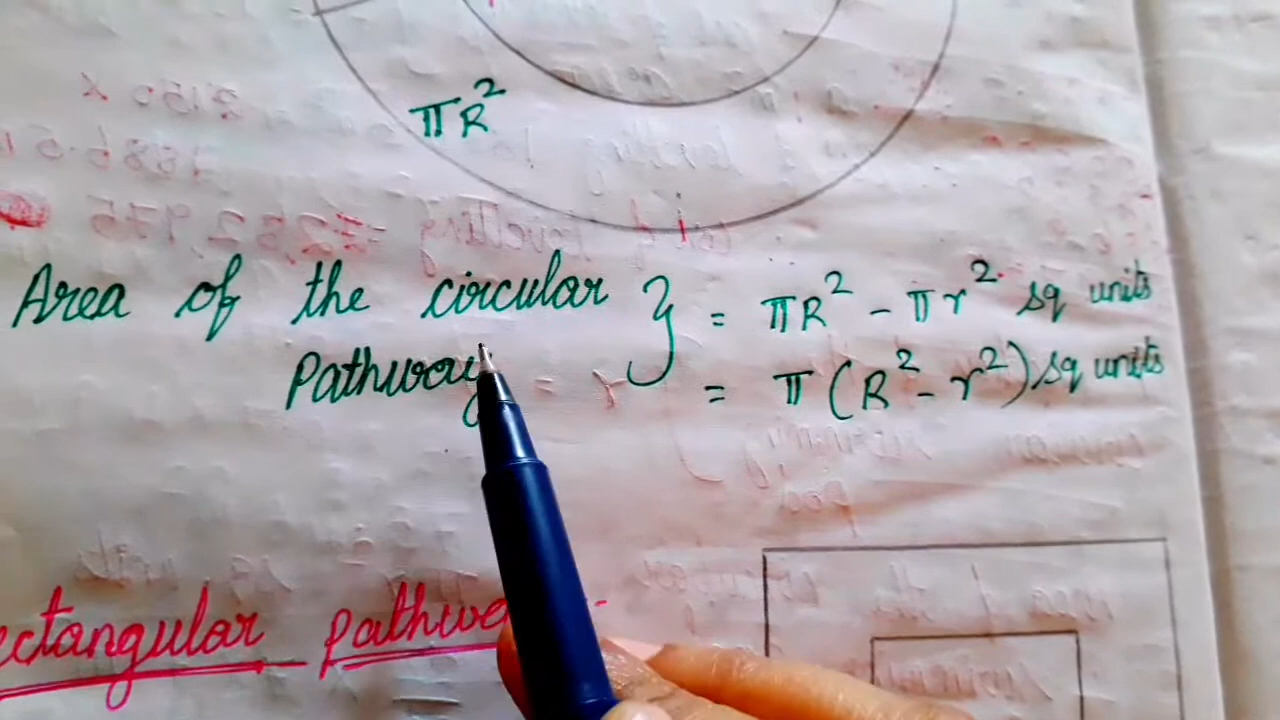 πR²
Area of the circular } = πR² - πr² sq units
Pathway = π(R² - r²) sq units
ectangular Pathwa